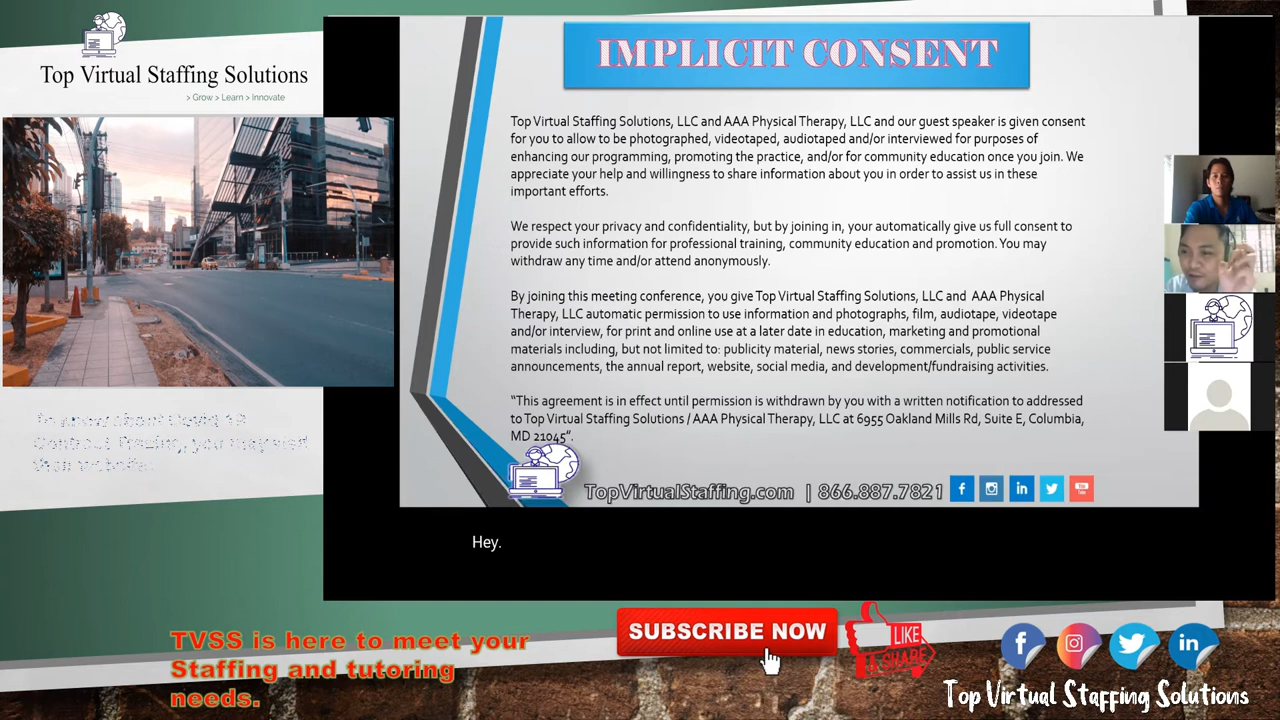 Top Virtual Staffing Solutions
> Grow > Learn > Innovate
IMPLICIT CONSENT
Top Virtual Staffing Solutions, LLC and AAA Physical Therapy, LLC and our guest speaker is given consent
for you to allow to be photographed, videotaped, audiotaped and/or interviewed for purposes of
enhancing our programming, promoting the practice, and/or for community education once you join. We
appreciate your help and willingness to share information about you in order to assist us in these
important efforts.
We respect your privacy and confidentiality, but by joining in, your automatically give us full consent to
provide such information for professional training, community education and promotion. You may
withdraw any time and/or attend anonymously.
By joining this meeting conference, you give Top Virtual Staffing Solutions, LLC and AAA Physical
Therapy, LLC automatic permission to use information and photographs, film, audiotape, videotape
and/or interview, for print and online use at a later date in education, marketing and promotional
materials including, but not limited to: publicity material, news stories, commercials, public service
announcements, the annual report, website, social media, and development/fundraising activities.
“This agreement is in effect until permission is withdrawn by you with a written notification to addressed
to Top Virtual Staffing Solutions / AAA Physical Therapy, LLC at 6955 Oakland Mills Rd, Suite E, Columbia,
MD 21045”.
TopVirtualStaffing.com | 866.887.7821
Hey.
TVSS is here to meet your
Staffing and tutoring
needs.
SUBSCRIBE NOW
LIKE
SHARE
Top Virtual Staffing Solutions